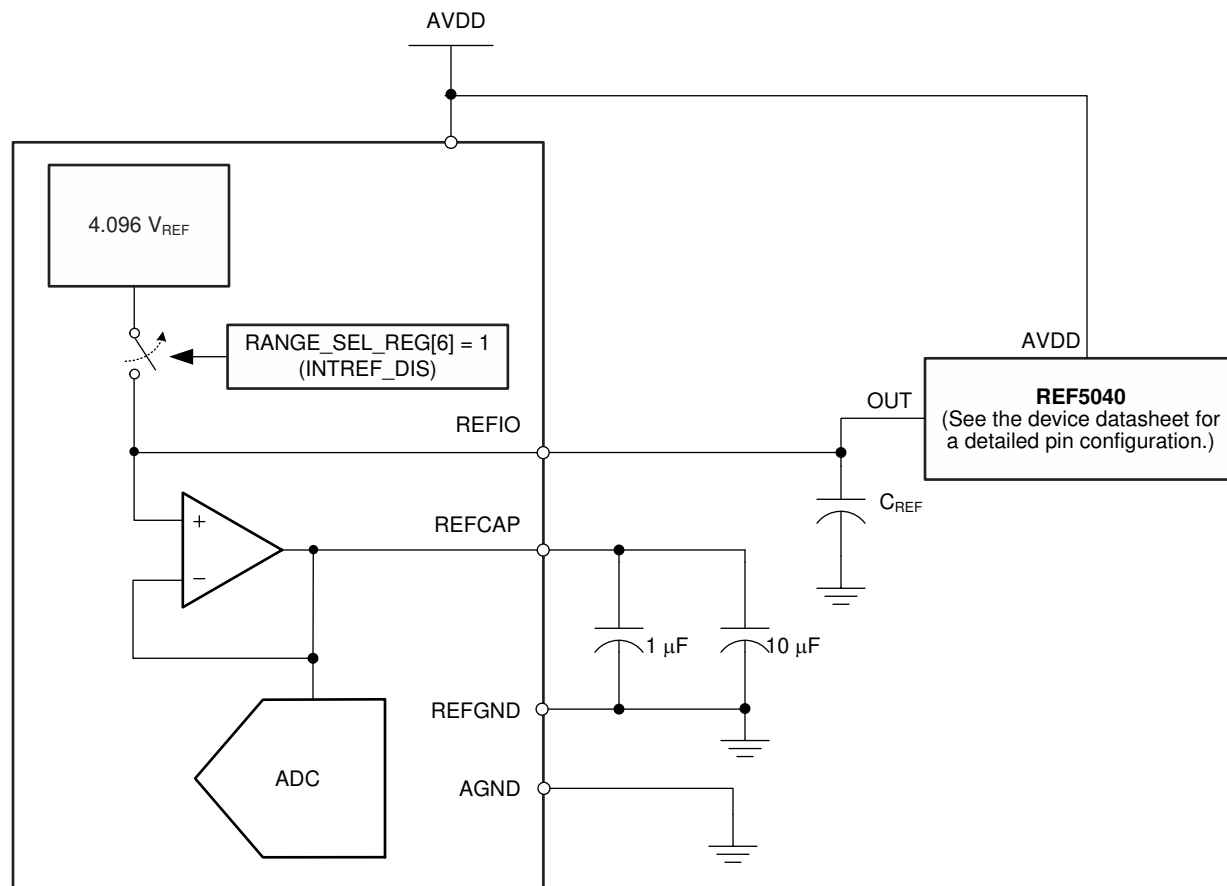 AVDD
4.096 VREF
RANGE_SEL_REG[6] = 1
(INTREF_DIS)
AVDD
OUT
REF5040
(See the device datasheet for
a detailed pin configuration.)
REFIO
CREF
REFCAP
+
−
1 μF
10 μF
REFGND
ADC
AGND